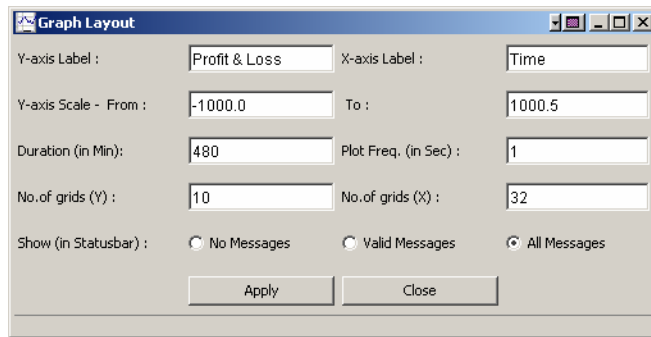 Graph Layout
Y-axis Label : Profit & Loss X-axis Label : Time
Y-axis Scale - From : -1000.0 To : 1000.5
Duration (in Min): 480 Plot Freq. (in Sec) : 1
No.of grids (Y) : 10 No.of grids (X) : 32
Show (in Statusbar) : No Messages Valid Messages All Messages
Apply Close